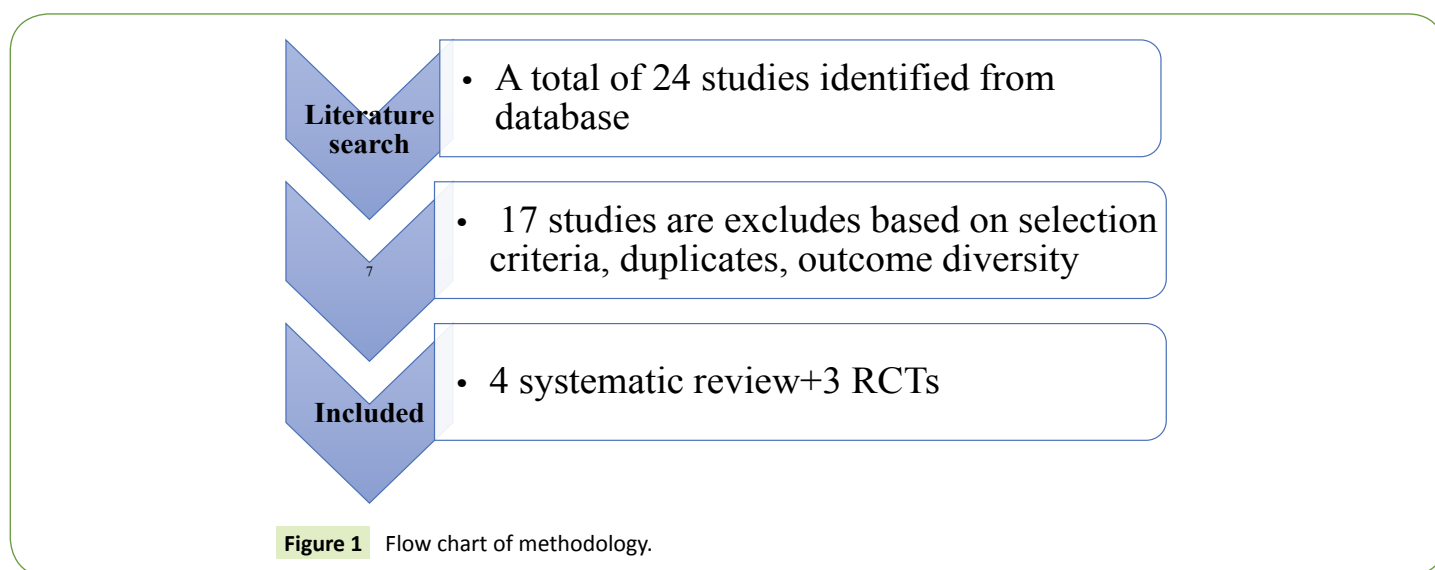 Literature
search
• A total of 24 studies identified from
database
7
• 17 studies are excludes based on selection
criteria, duplicates, outcome diversity
Included
• 4 systematic review+3 RCTs
Figure 1 Flow chart of methodology.